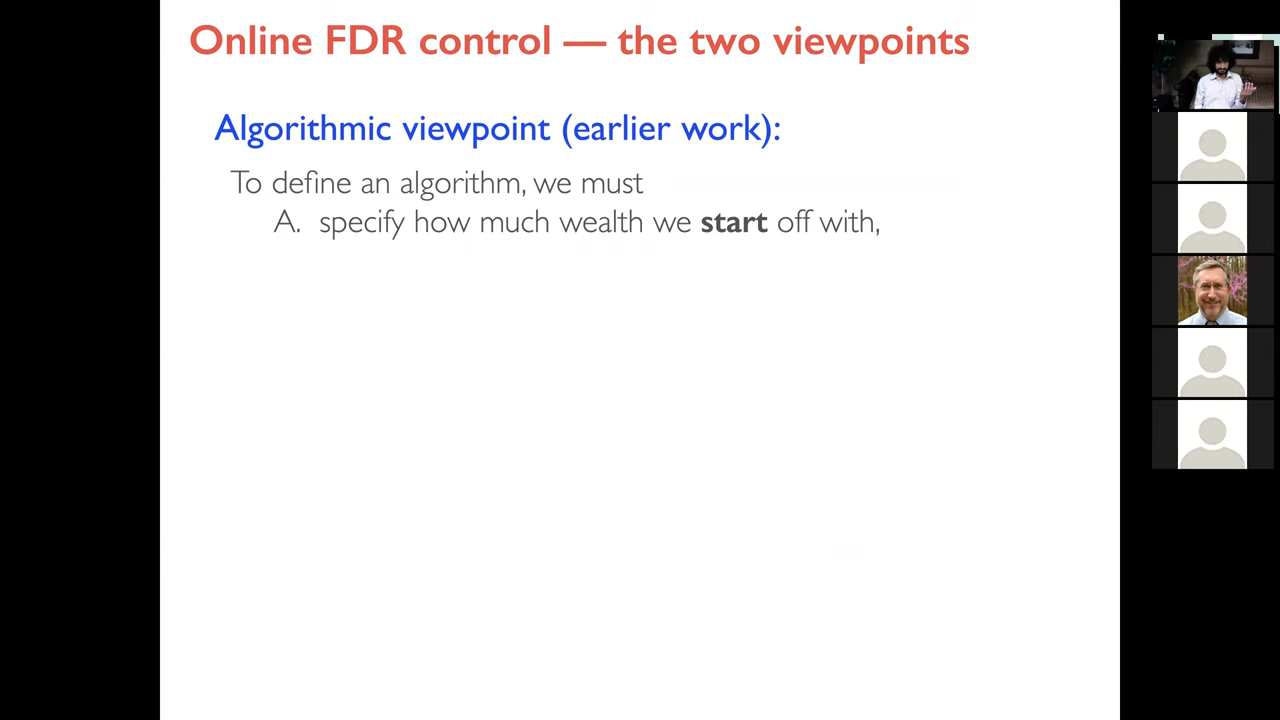 Online FDR control — the two viewpoints
Algorithmic viewpoint (earlier work):
To define an algorithm, we must
A. specify how much wealth we start off with,